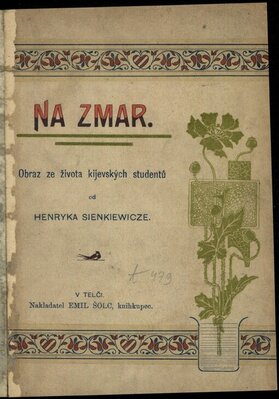 NA ZMAR.
Obraz ze života kijevských studentů
od
HENRYKA SIENKIEWICZE.
V TELČI.
Nakladatel EMIL ŠOLC, knihkupec.